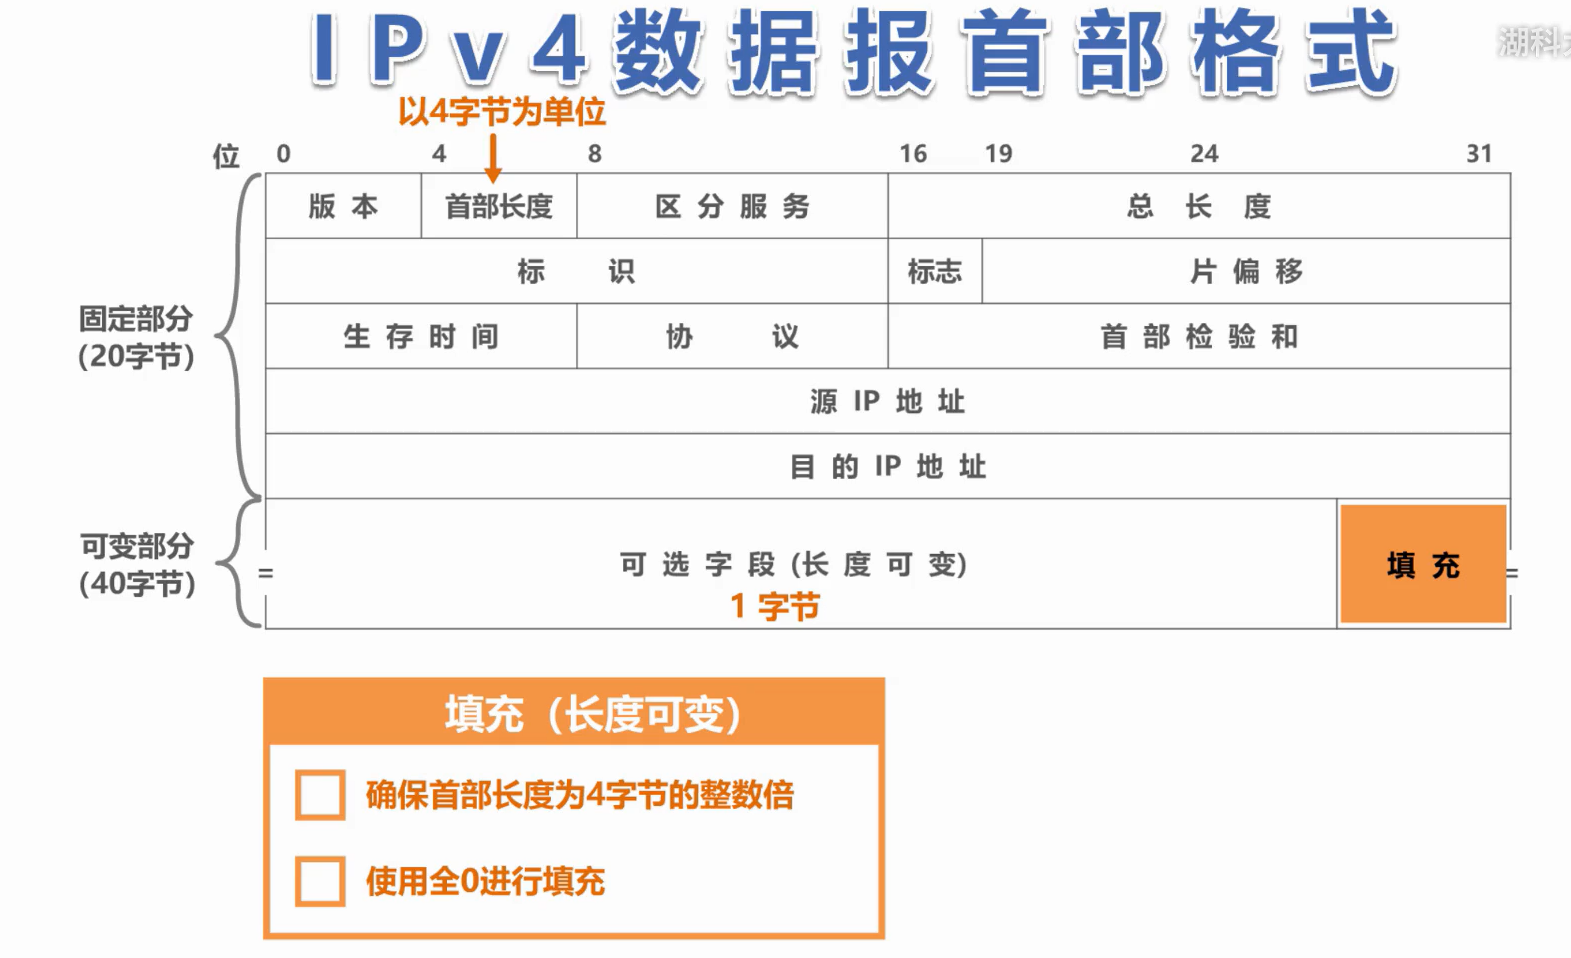 IPv4数据报首部格式
湖科
以4字节为单位
位 0 4 8 16 19 24 31
版本 首部长度 区分服务 总长度
标识 标志 片偏移
固定部分
(20字节)
生存时间 协议 首部检验和
源 IP 地址
目的 IP 地址
可变部分
(40字节)
= 可选字段 (长度可变) 填充 =
1 字节
填充（长度可变）
确保首部长度为4字节的整数倍
使用全0进行填充